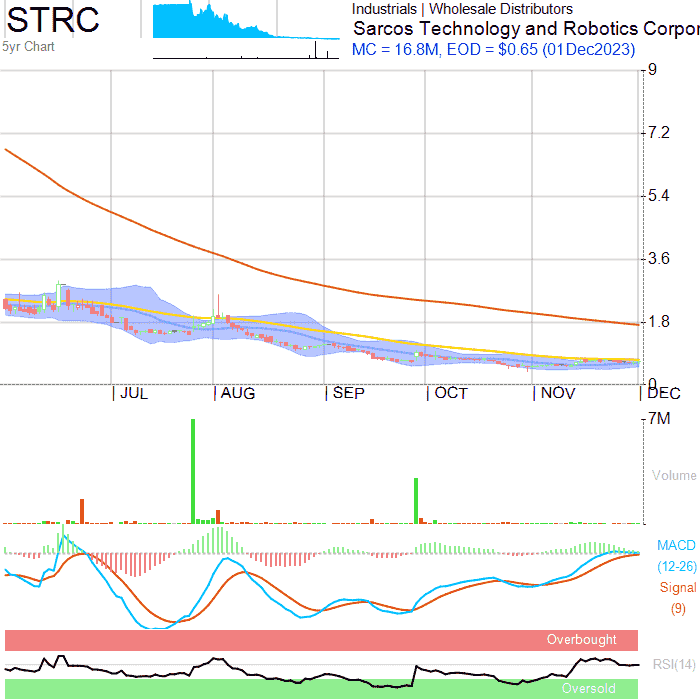 STRC
5yr Chart
Industrials | Wholesale Distributors
Sarcos Technology and Robotics Corpor
MC = 16.8M, EOD = $0.65 (01Dec2023)
9
7.2
5.4
3.6
1.8
0
| JUL | AUG | SEP | OCT | NOV | DEC
7M
Volume
MACD
(12-26)
Signal
(9)
Overbought
RSI(14)
Oversold